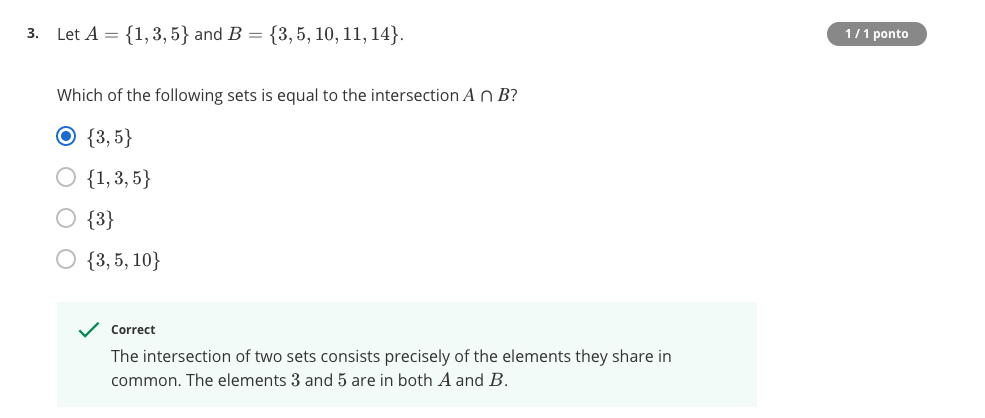 3. Let A = {1, 3, 5} and B = {3, 5, 10, 11, 14}.
1 / 1 ponto
Which of the following sets is equal to the intersection A ∩ B?
{3, 5}
{1, 3, 5}
{3}
{3, 5, 10}
Correct
The intersection of two sets consists precisely of the elements they share in
common. The elements 3 and 5 are in both A and B.